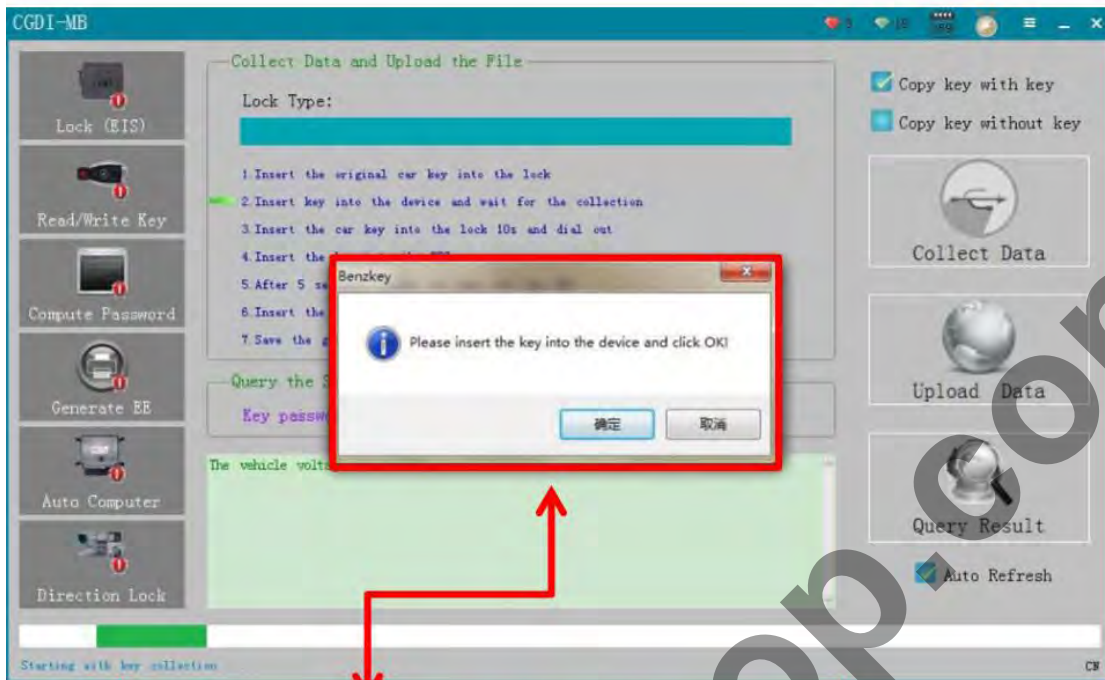 CGDI-MB
Collect Data and Upload the File
Lock Type:
Copy key with key
Copy key without key
Lock (EIS)
1.Insert the original car key into the lock
2.Insert key into the device and wait for the collection
3.Insert the car key into the lock 10s and dial out
4.Insert the
5.After 5
6.Insert the
7.Save the
Read/Write Key
Collect Data
Benzkey
Please insert the key into the device and click OK!
确定
取消
Compute Password
Query the
Key passw
Upload Data
Generate EE
The vehicle volt
Auto Computer
Query Result
Auto Refresh
Direction Lock
Starting with key collection
CN